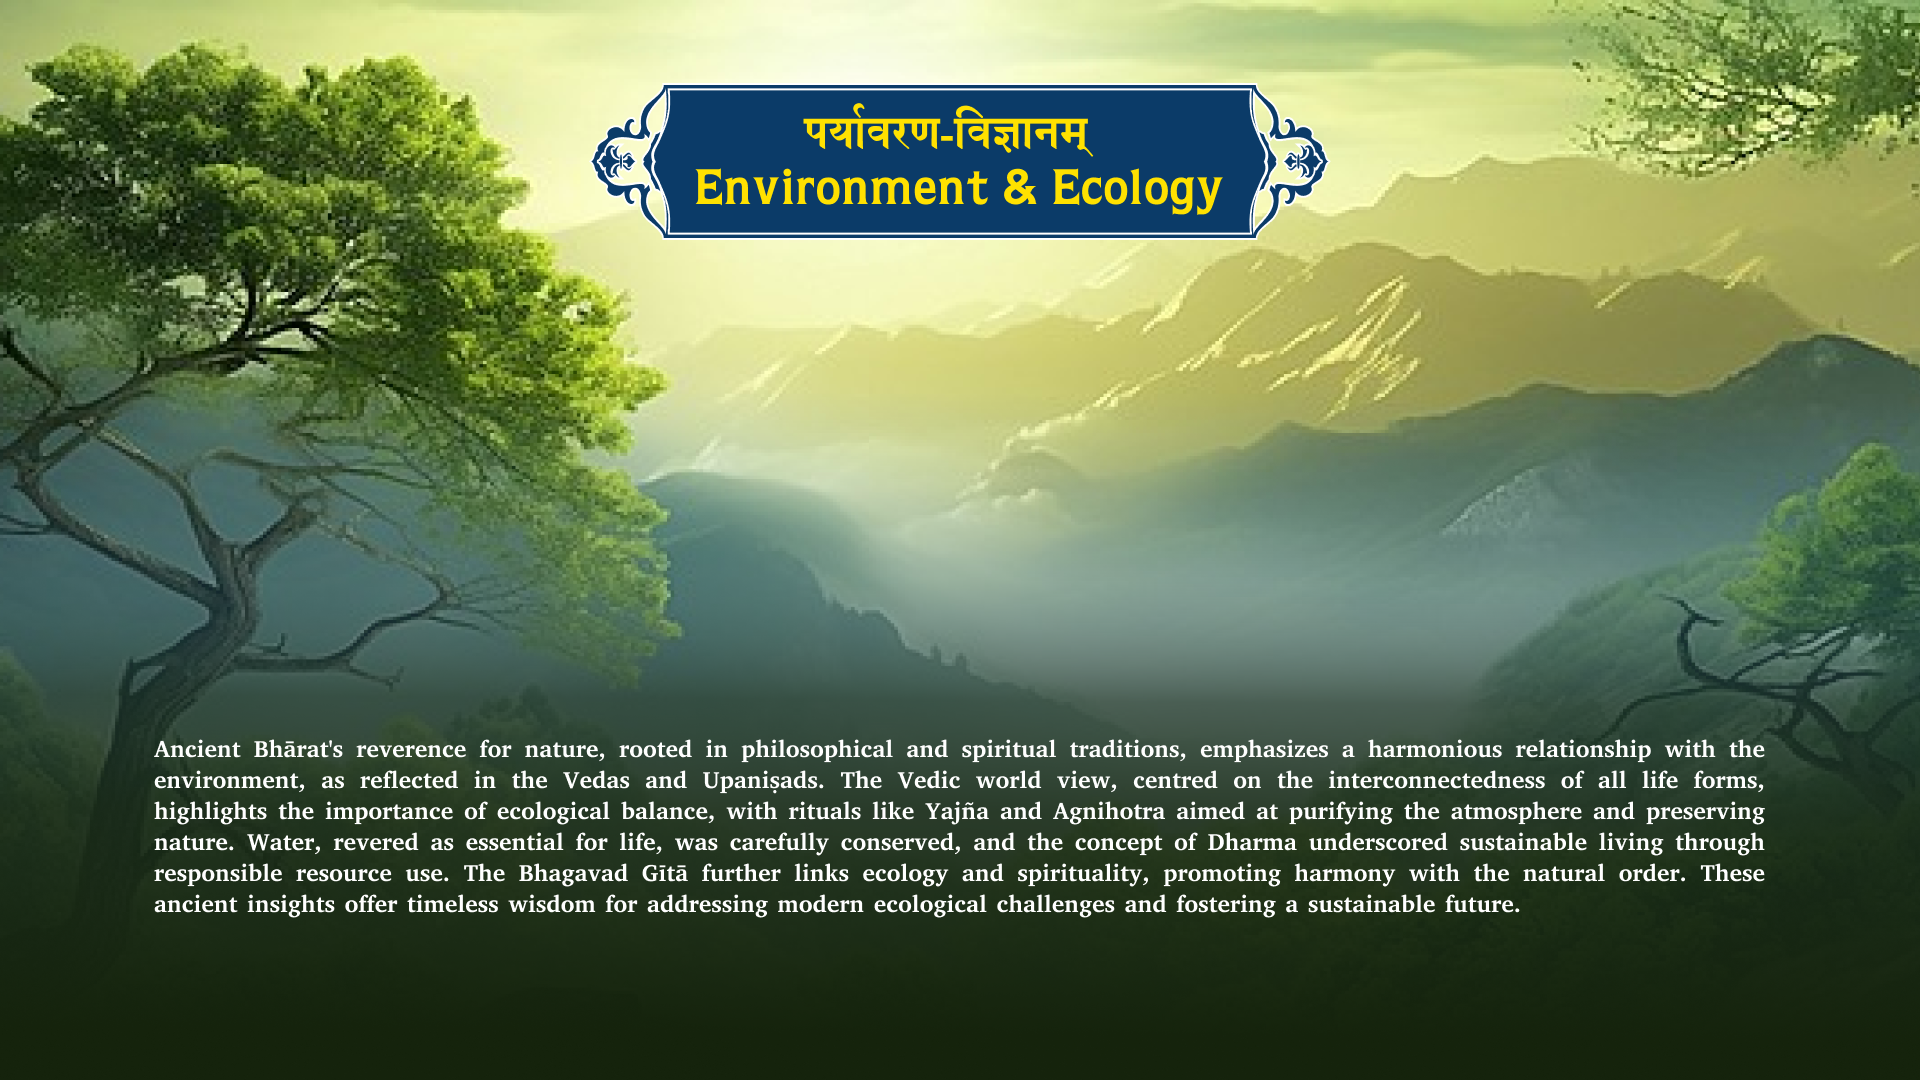 पर्यावरण-विज्ञानम्
Environment & Ecology
Ancient Bhārat's reverence for nature, rooted in philosophical and spiritual traditions, emphasizes a harmonious relationship with the
environment, as reflected in the Vedas and Upaniṣads. The Vedic world view, centred on the interconnectedness of all life forms,
highlights the importance of ecological balance, with rituals like Yajña and Agnihotra aimed at purifying the atmosphere and preserving
nature. Water, revered as essential for life, was carefully conserved, and the concept of Dharma underscored sustainable living through
responsible resource use. The Bhagavad Gītā further links ecology and spirituality, promoting harmony with the natural order. These
ancient insights offer timeless wisdom for addressing modern ecological challenges and fostering a sustainable future.